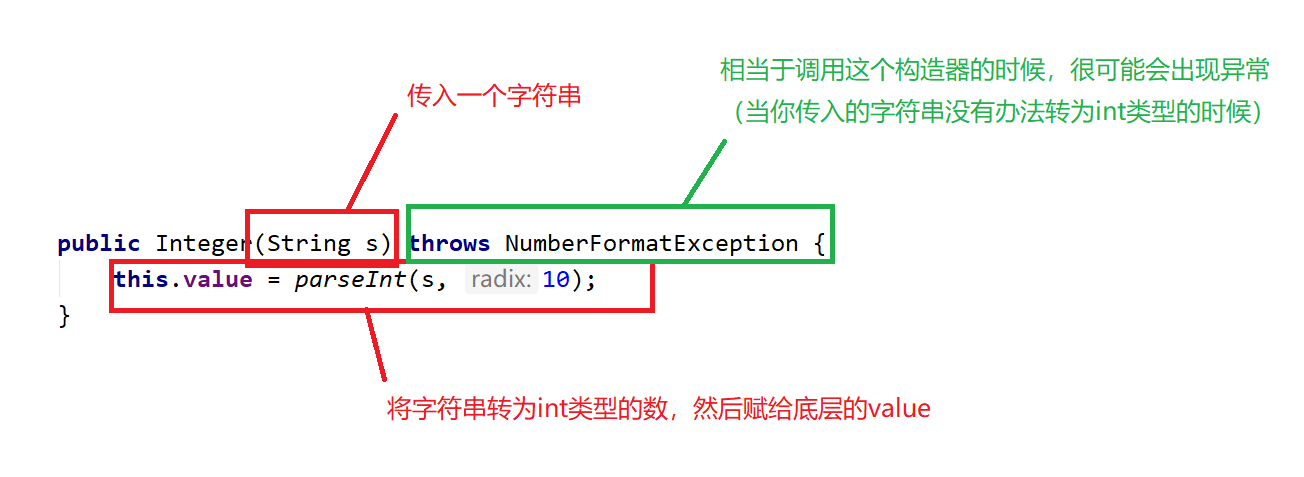 相当于调用这个构造器的时候，很可能会出现异常
（当你传入的字符串没有办法转为int类型的时候）
传入一个字符串
public Integer(String s) throws NumberFormatException {
this.value = parseInt(s, radix: 10);
}
将字符串转为int类型的数，然后赋给底层的value